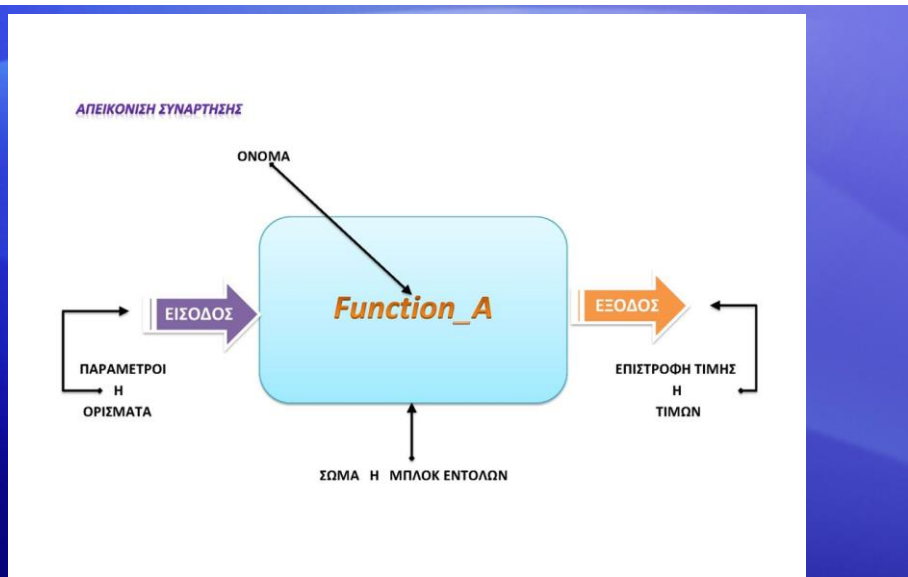 ΑΠΕΙΚΟΝΙΣΗ ΣΥΝΑΡΤΗΣΗΣ
ΟΝΟΜΑ
ΕΙΣΟΔΟΣ
Function_A
ΕΞΟΔΟΣ
ΠΑΡΑΜΕΤΡΟΙ
Η
ΟΡΙΣΜΑΤΑ
ΕΠΙΣΤΡΟΦΗ ΤΙΜΗΣ
Η
ΤΙΜΩΝ
ΣΩΜΑ Η ΜΠΛΟΚ ΕΝΤΟΛΩΝ